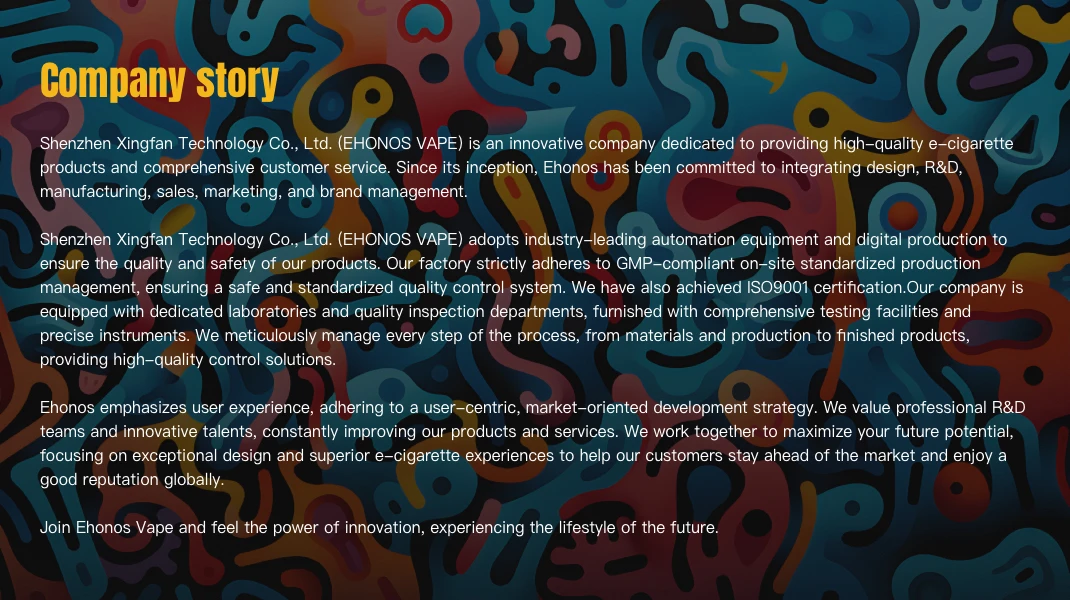 Company story
Shenzhen Xingfan Technology Co., Ltd. (EHONOS VAPE) is an innovative company dedicated to providing high-quality e-cigarette
products and comprehensive customer service. Since its inception, Ehonos has been committed to integrating design, R&D,
manufacturing, sales, marketing, and brand management.
Shenzhen Xingfan Technology Co., Ltd. (EHONOS VAPE) adopts industry-leading automation equipment and digital production to
ensure the quality and safety of our products. Our factory strictly adheres to GMP-compliant on-site standardized production
management, ensuring a safe and standardized quality control system. We have also achieved ISO9001 certification.Our company is
equipped with dedicated laboratories and quality inspection departments, furnished with comprehensive testing facilities and
precise instruments. We meticulously manage every step of the process, from materials and production to finished products,
providing high-quality control solutions.
Ehonos emphasizes user experience, adhering to a user-centric, market-oriented development strategy. We value professional R&D
teams and innovative talents, constantly improving our products and services. We work together to maximize your future potential,
focusing on exceptional design and superior e-cigarette experiences to help our customers stay ahead of the market and enjoy a
good reputation globally.
Join Ehonos Vape and feel the power of innovation, experiencing the lifestyle of the future.